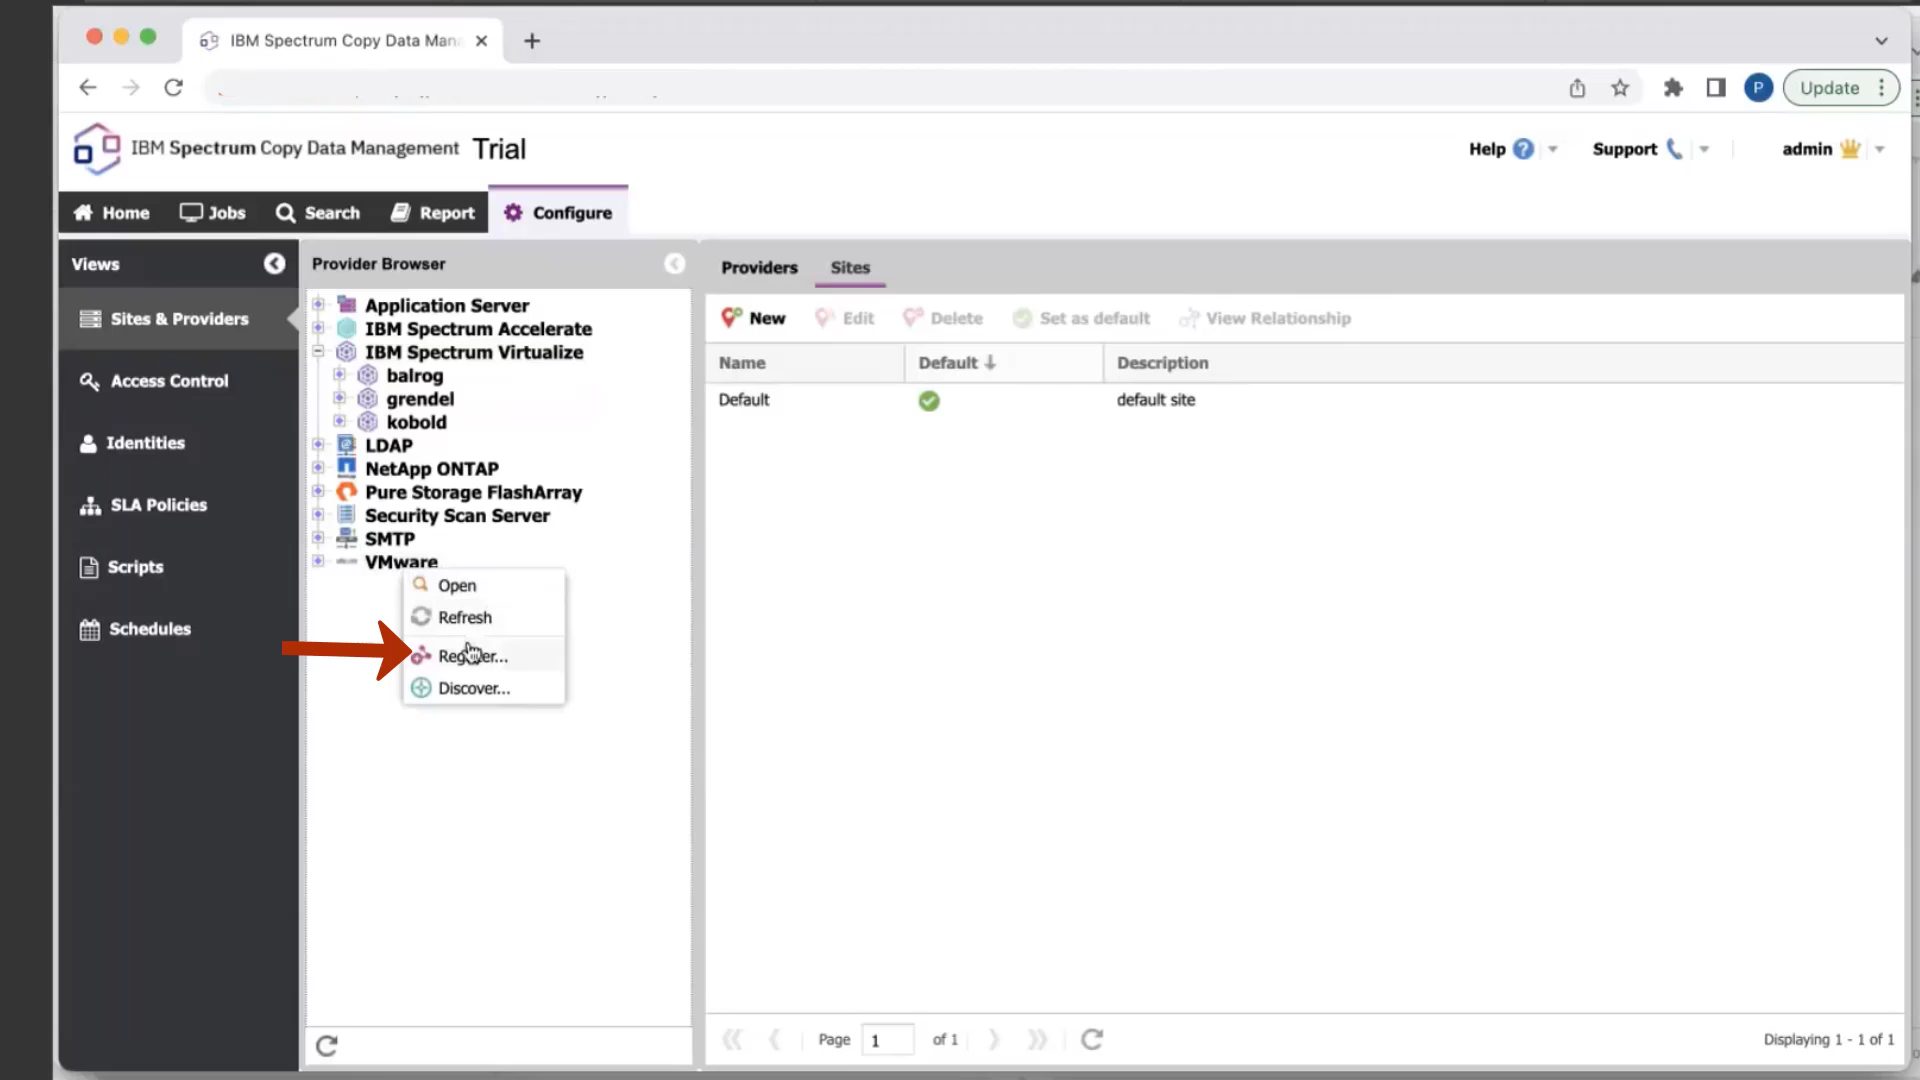 IBM Spectrum Copy Data Mana
P
Update
IBM Spectrum Copy Data Management Trial
Help ?
Support
admin
Home
Jobs
Search
Report
Configure
Views
Sites & Providers
Access Control
Identities
SLA Policies
Scripts
Schedules
Provider Browser
Application Server
IBM Spectrum Accelerate
IBM Spectrum Virtualize
balrog
grendel
kobold
LDAP
NetApp ONTAP
Pure Storage FlashArray
Security Scan Server
SMTP
VMware
Open
Refresh
Discover...
Providers
Sites
New
Edit
Delete
Set as default
View Relationship
Name
Default
Description
Default
default site
Page
1
of 1
Displaying 1 - 1 of 1